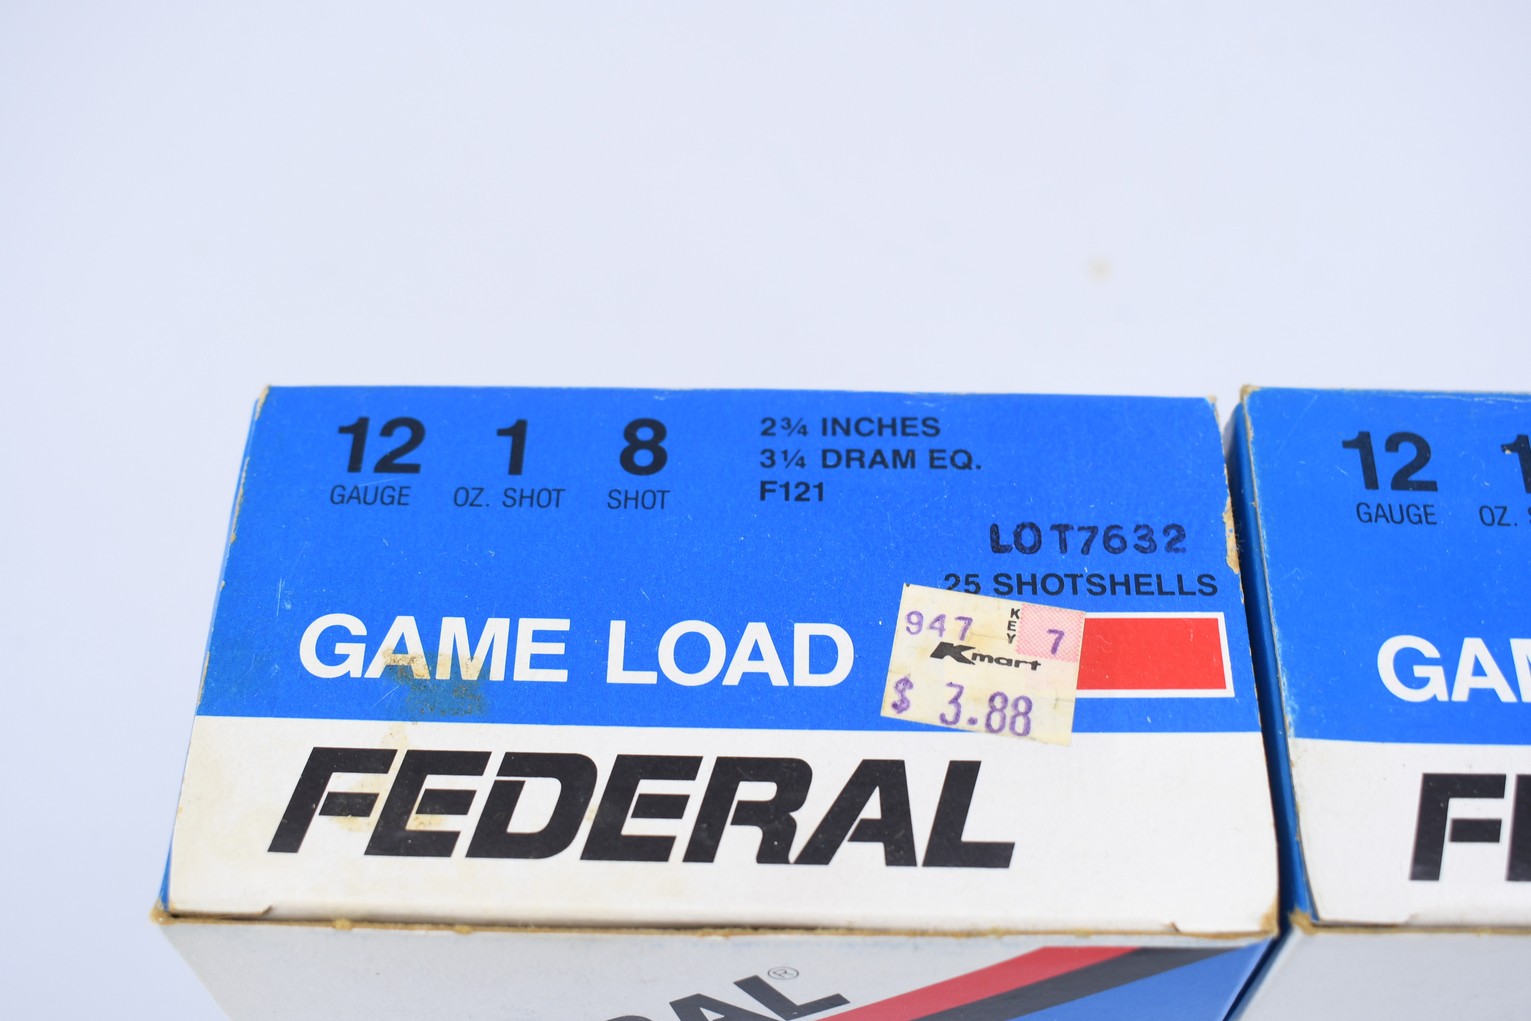 12 1 8
GAUGE OZ. SHOT SHOT
2¾ INCHES
3¼ DRAM EQ.
F121
LOT7632
25 SHOTSHELLS
GAME LOAD
947 KEY 7
Kmart
$ 3.88
FEDERAL
®
12
GAUGE OZ.